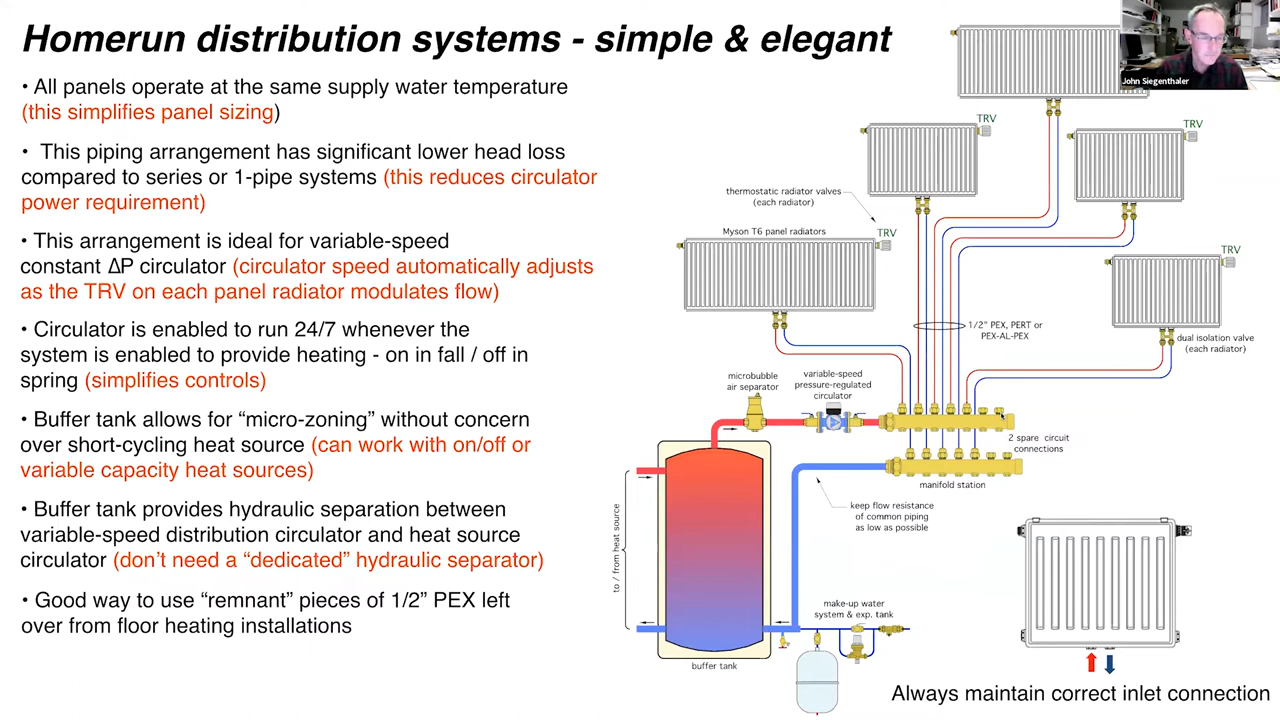 Homerun distribution systems - simple & elegant
• All panels operate at the same supply water temperature
(this simplifies panel sizing)
• This piping arrangement has significant lower head loss
compared to series or 1-pipe systems (this reduces circulator
power requirement)
• This arrangement is ideal for variable-speed
constant ΔP circulator (circulator speed automatically adjusts
as the TRV on each panel radiator modulates flow)
• Circulator is enabled to run 24/7 whenever the
system is enabled to provide heating - on in fall / off in
spring (simplifies controls)
• Buffer tank allows for “micro-zoning” without concern
over short-cycling heat source (can work with on/off or
variable capacity heat sources)
• Buffer tank provides hydraulic separation between
variable-speed distribution circulator and heat source
circulator (don’t need a “dedicated” hydraulic separator)
• Good way to use “remnant” pieces of 1/2” PEX left
over from floor heating installations
John Siegenthaler
TRV
TRV
thermostatic radiator valves
(each radiator)
Myson T6 panel radiators
TRV
TRV
1/2" PEX, PERT or
PEX-AL-PEX
dual isolation valve
(each radiator)
microbubble
air separator
variable-speed
pressure-regulated
circulator
2 spare circuit
connections
manifold station
keep flow resistance
of common piping
as low as possible
to / from heat source
make-up water
system & exp. tank
buffer tank
Always maintain correct inlet connection